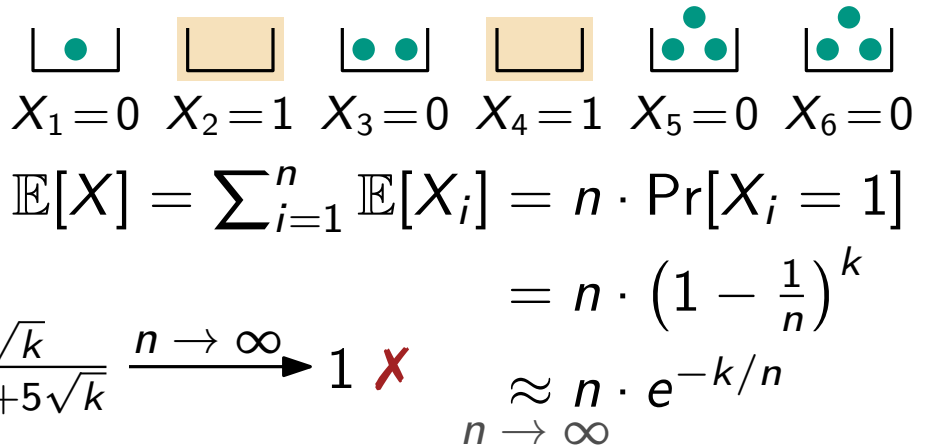 X₁ = 0 X₂ = 1 X₃ = 0 X₄ = 1 X₅ = 0 X₆ = 0
𝔼[X] = ∑ⁿᵢ₌₁ 𝔼[Xᵢ] = n · Pr[Xᵢ = 1]
= n · (1 − 1/n)ᵏ
√k / +5√k n → ∞ 1 ✗
≈ n · e^{−k/n}
n → ∞